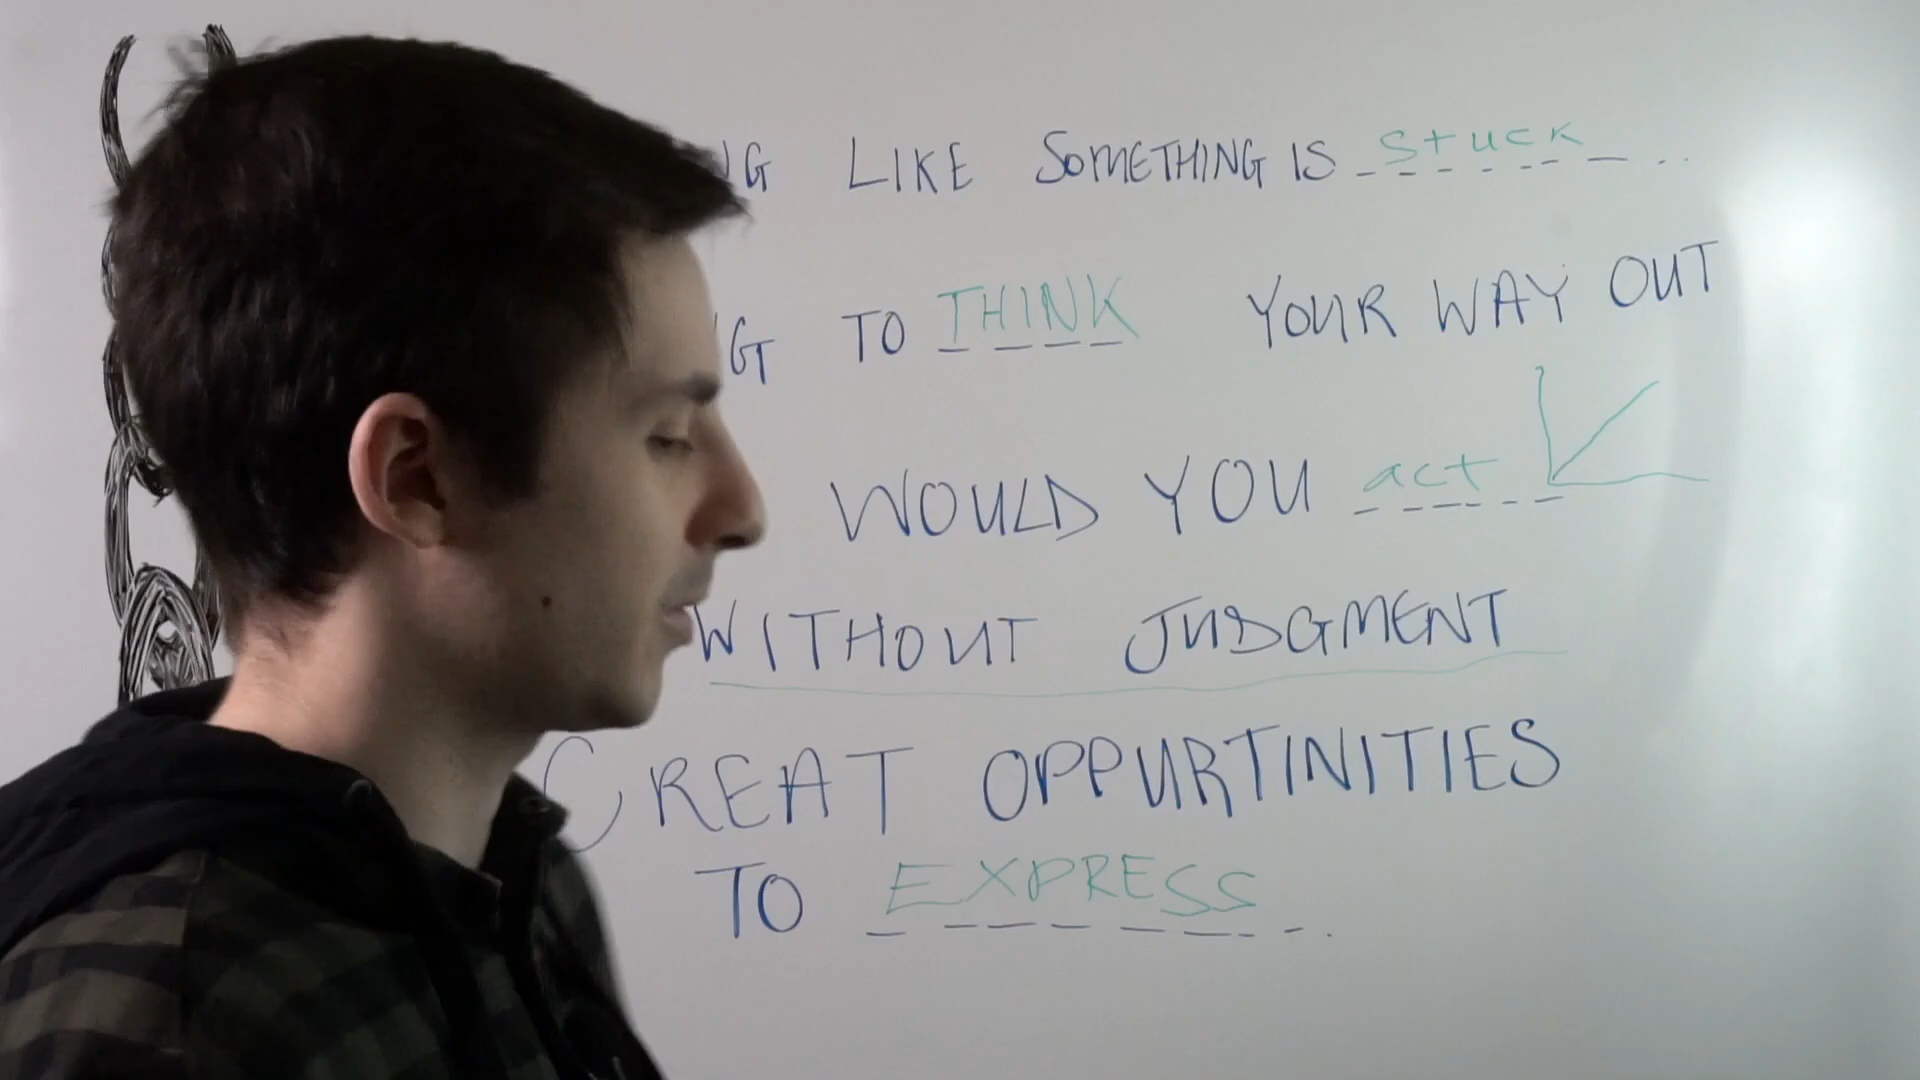 LIKE SOMETHING IS stuck
TO THINK YOUR WAY OUT
WOULD YOU act
WITHOUT JUDGMENT
CREAT OPPURTINITIES
TO EXPRESS